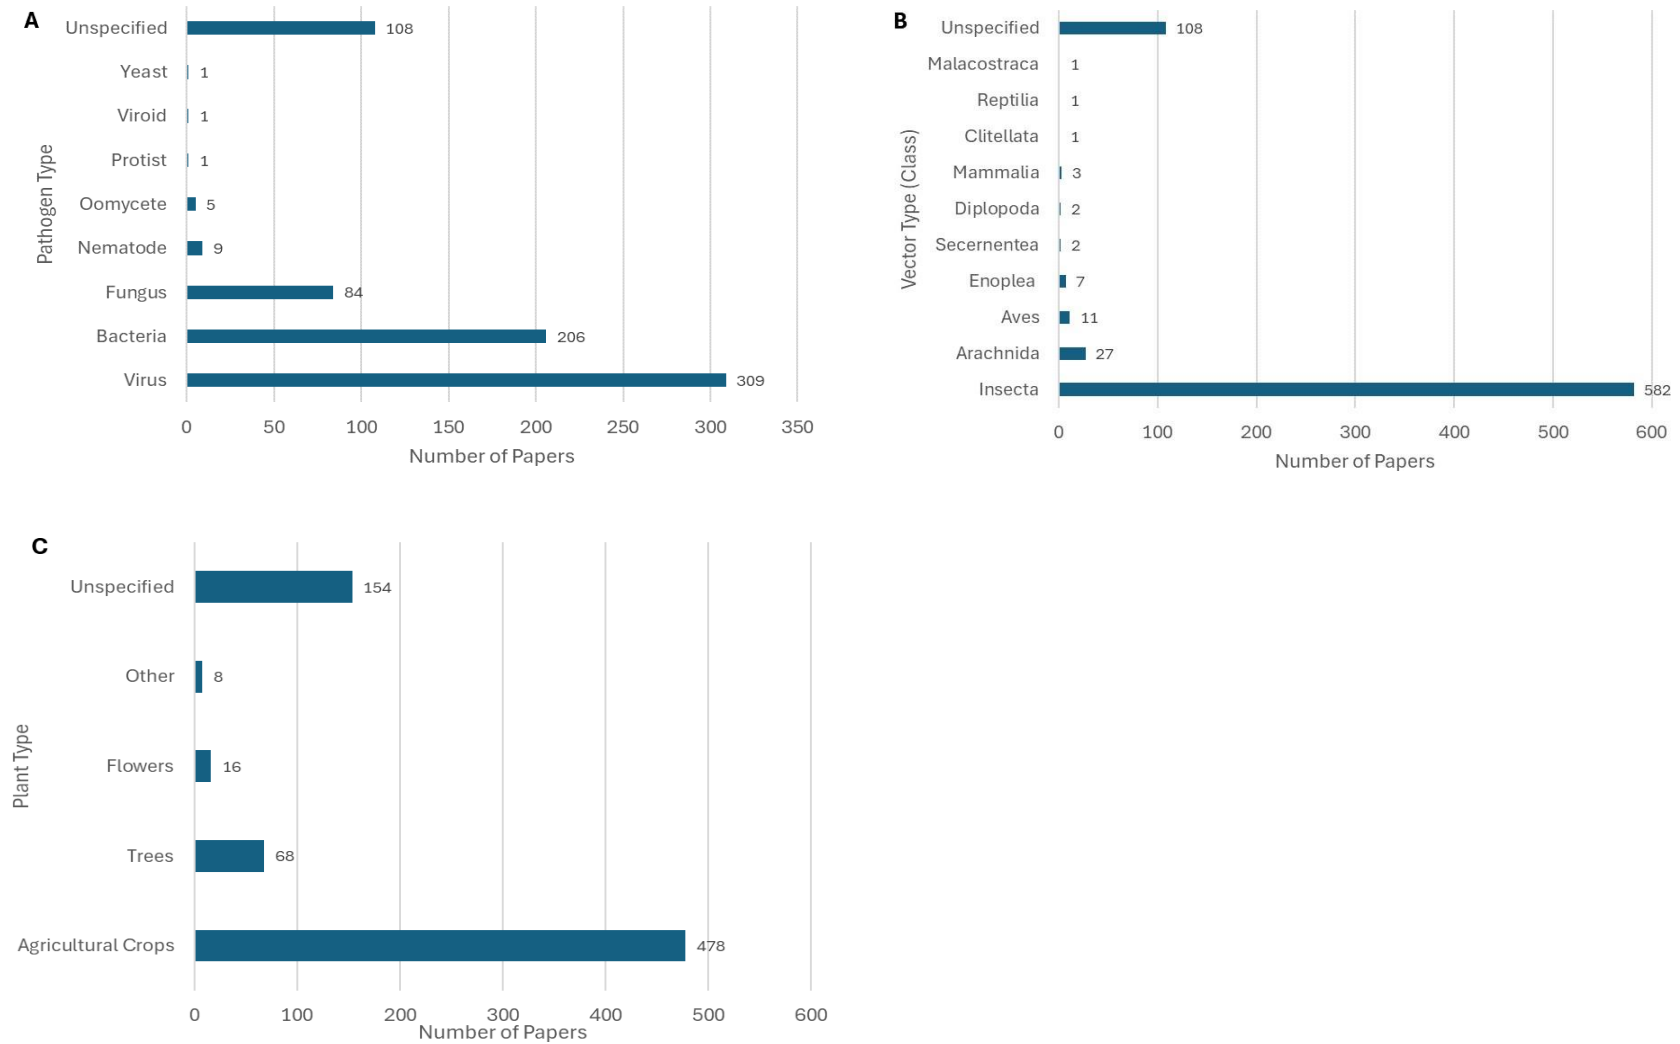 A
Pathogen Type
Unspecified 108
Yeast 1
Viroid 1
Protist 1
Oomycete 5
Nematode 9
Fungus 84
Bacteria 206
Virus 309
0 50 100 150 200 250 300 350
Number of Papers
B
Vector Type (Class)
Unspecified 108
Malacostraca 1
Reptilia 1
Clitellata 1
Mammalia 3
Diplopoda 2
Secernentea 2
Enoplea 7
Aves 11
Arachnida 27
Insecta 582
0 100 200 300 400 500 600
Number of Papers
C
Plant Type
Unspecified 154
Other 8
Flowers 16
Trees 68
Agricultural Crops 478
0 100 200 300 400 500 600
Number of Papers